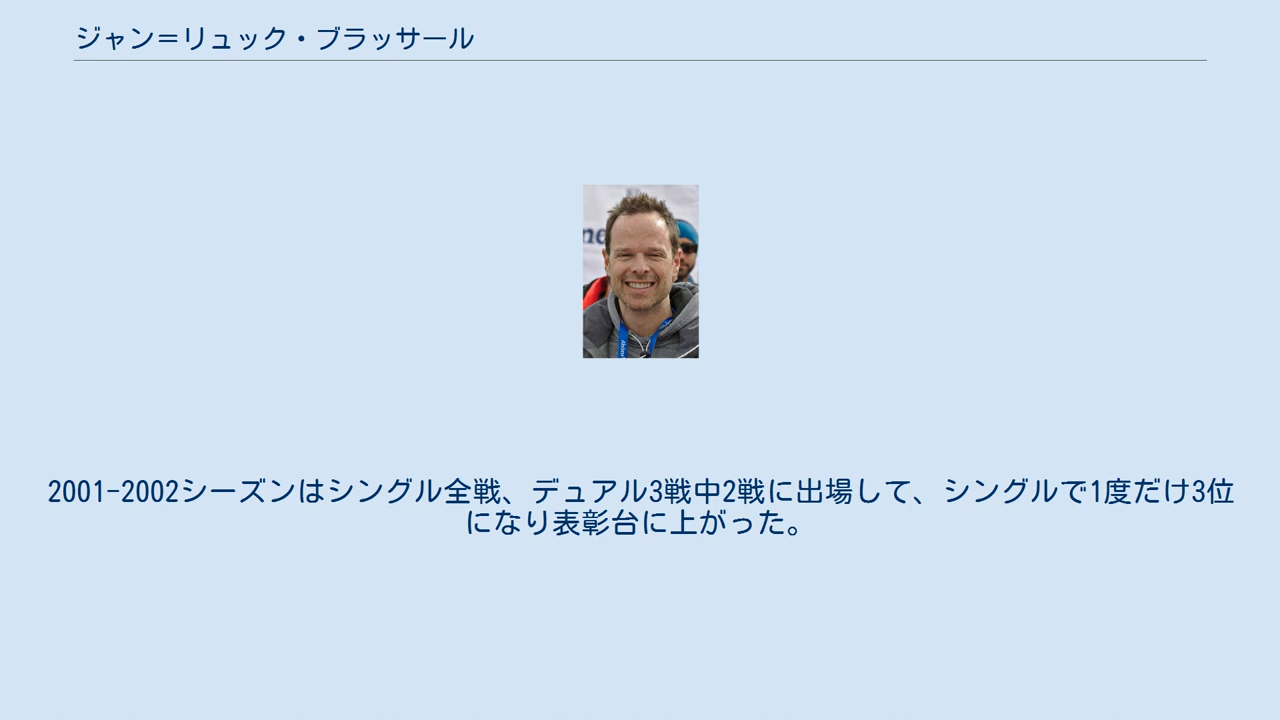 ジャン＝リュック・ブラッサール
2001-2002シーズンはシングル全戦、デュアル3戦中2戦に出場して、シングルで1度だけ3位
になり表彰台に上がった。